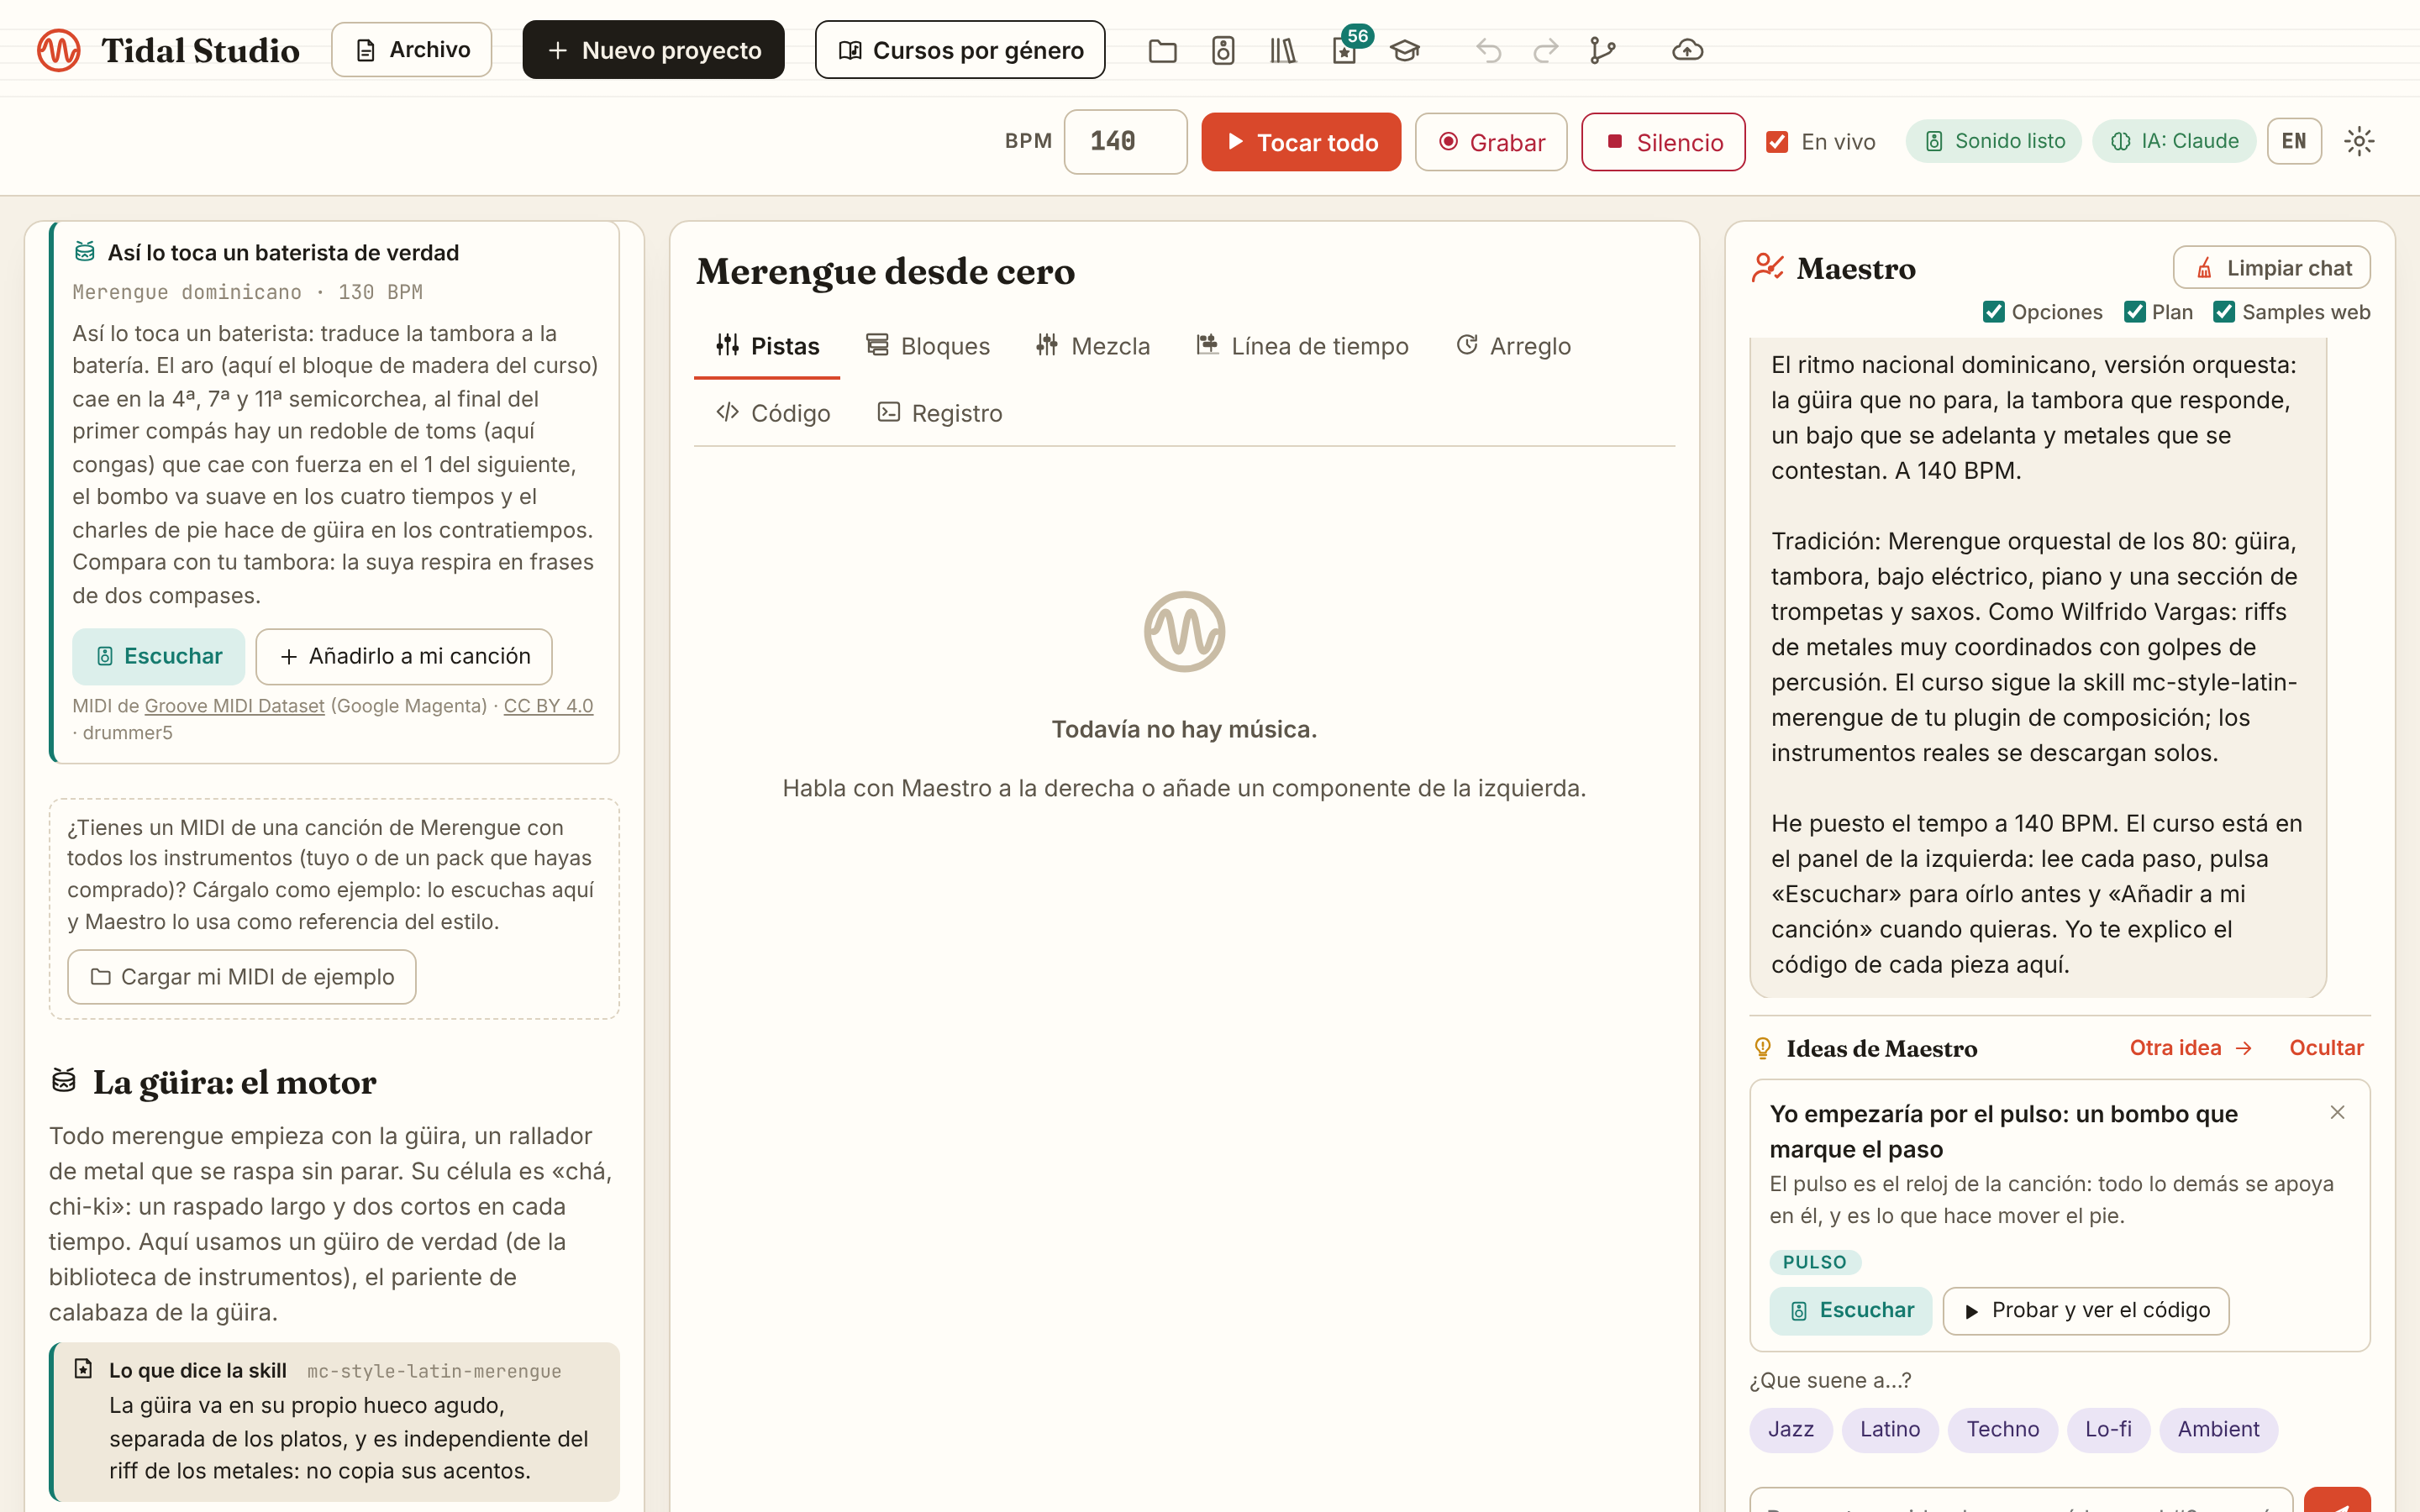 Tidal Studio
Archivo
Nuevo proyecto
Cursos por género
56
BPM
140
Tocar todo
Grabar
Silencio
En vivo
Sonido listo
IA: Claude
EN
Así lo toca un baterista de verdad
Merengue dominicano · 130 BPM
Así lo toca un baterista: traduce la tambora a la
batería. El aro (aquí el bloque de madera del curso)
cae en la 4ª, 7ª y 11ª semicorchea, al final del
primer compás hay un redoble de toms (aquí
congas) que cae con fuerza en el 1 del siguiente,
el bombo va suave en los cuatro tiempos y el
charles de pie hace de güira en los contratiempos.
Compara con tu tambora: la suya respira en frases
de dos compases.
Escuchar
Añadirlo a mi canción
MIDI de Groove MIDI Dataset (Google Magenta) · CC BY 4.0
· drummer5
¿Tienes un MIDI de una canción de Merengue con
todos los instrumentos (tuyo o de un pack que hayas
comprado)? Cárgalo como ejemplo: lo escuchas aquí
y Maestro lo usa como referencia del estilo.
Cargar mi MIDI de ejemplo
La güira: el motor
Todo merengue empieza con la güira, un rallador
de metal que se raspa sin parar. Su célula es «chá,
chi-ki»: un raspado largo y dos cortos en cada
tiempo. Aquí usamos un güiro de verdad (de la
biblioteca de instrumentos), el pariente de
calabaza de la güira.
Lo que dice la skill mc-style-latin-merengue
La güira va en su propio hueco agudo,
separada de los platos, y es independiente del
riff de los metales: no copia sus acentos.
Merengue desde cero
Pistas
Bloques
Mezcla
Línea de tiempo
Arreglo
Código
Registro
Todavía no hay música.
Habla con Maestro a la derecha o añade un componente de la izquierda.
Maestro
Limpiar chat
Opciones
Plan
Samples web
El ritmo nacional dominicano, versión orquesta:
la güira que no para, la tambora que responde,
un bajo que se adelanta y metales que se
contestan. A 140 BPM.
Tradición: Merengue orquestal de los 80: güira,
tambora, bajo eléctrico, piano y una sección de
trompetas y saxos. Como Wilfrido Vargas: riffs
de metales muy coordinados con golpes de
percusión. El curso sigue la skill mc-style-latin-
merengue de tu plugin de composición; los
instrumentos reales se descargan solos.
He puesto el tempo a 140 BPM. El curso está en
el panel de la izquierda: lee cada paso, pulsa
«Escuchar» para oírlo antes y «Añadir a mi
canción» cuando quieras. Yo te explico el
código de cada pieza aquí.
Ideas de Maestro
Otra idea →
Ocultar
Yo empezaría por el pulso: un bombo que
marque el paso
El pulso es el reloj de la canción: todo lo demás se apoya
en él, y es lo que hace mover el pie.
PULSO
Escuchar
Probar y ver el código
¿Que suene a...?
Jazz
Latino
Techno
Lo-fi
Ambient